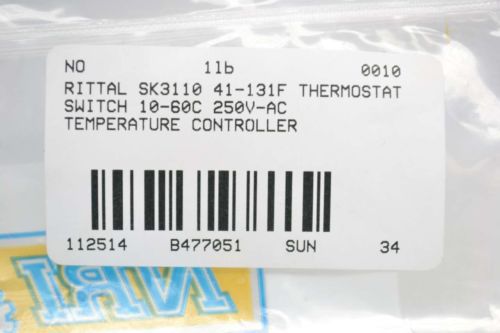 NO 1lb 0010
RITTAL SK3110 41-131F THERMOSTAT
SWITCH 10-60C 250V-AC
TEMPERATURE CONTROLLER
112514 B477051 SUN 34
MRI